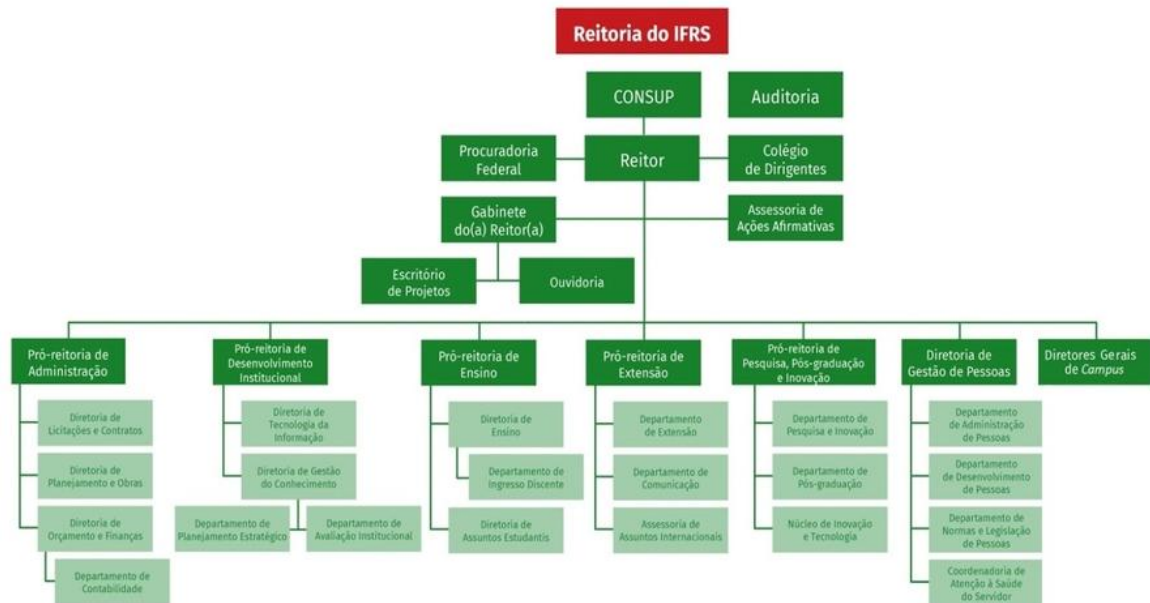 Reitoria do IFRS
CONSUP
Auditoria
Procuradoria
Federal
Reitor
Colégio
de Dirigentes
Gabinete
do(a) Reitor(a)
Assessoria de
Ações Afirmativas
Escritório
de Projetos
Ouvidoria
Pró-reitoria de
Administração
Pró-reitoria de
Desenvolvimento
Institucional
Pró-reitoria de
Ensino
Pró-reitoria de
Extensão
Pró-reitoria de
Pesquisa, Pós-graduação
e Inovação
Diretoria de
Gestão de Pessoas
Diretores Gerais
de Campus
Diretoria de
Licitações e Contratos
Diretoria de
Planejamento e Obras
Diretoria de
Orçamento e Finanças
Departamento de
Contabilidade
Diretoria de
Tecnologia da
Informação
Diretoria de Gestão
do Conhecimento
Departamento de
Planejamento Estratégico
Departamento de
Avaliação Institucional
Diretoria de
Ensino
Departamento de
Ingresso Discente
Diretoria de
Assuntos Estudantis
Departamento
de Extensão
Departamento de
Comunicação
Assessoria de
Assuntos Internacionais
Departamento de
Pesquisa e Inovação
Departamento de
Pós-graduação
Núcleo de Inovação
e Tecnologia
Departamento
de Administração
de Pessoas
Departamento
de Desenvolvimento
de Pessoas
Departamento de
Normas e Legislação
de Pessoas
Coordenadoria de
Atenção à Saúde
do Servidor